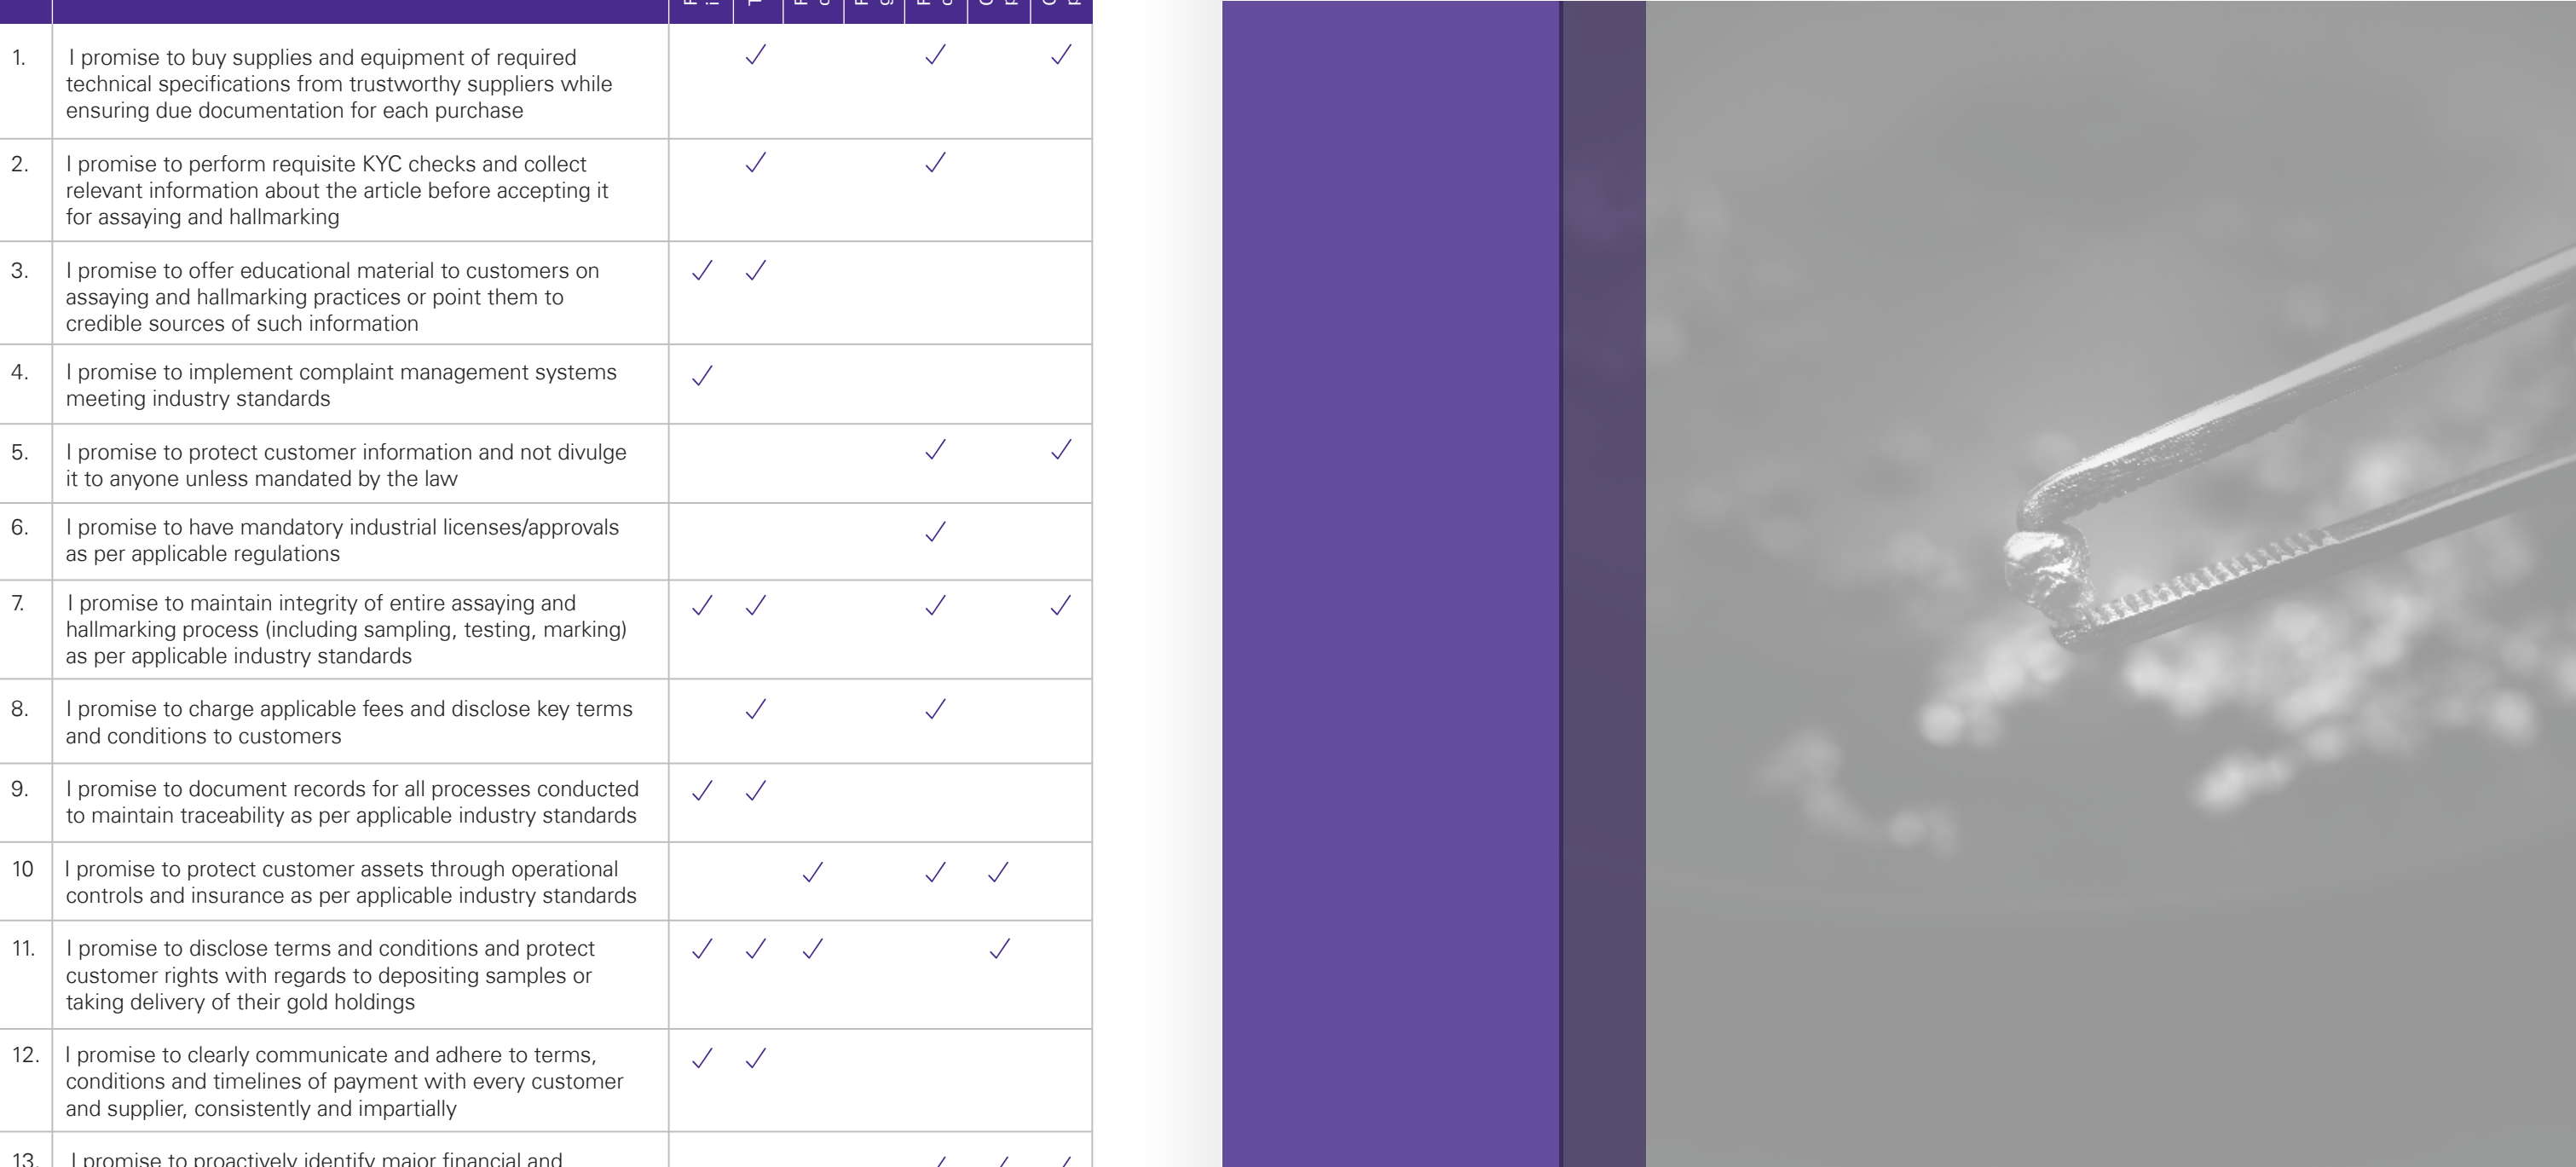 1. I promise to buy supplies and equipment of required
technical specifications from trustworthy suppliers while
ensuring due documentation for each purchase
2. I promise to perform requisite KYC checks and collect
relevant information about the article before accepting it
for assaying and hallmarking
3. I promise to offer educational material to customers on
assaying and hallmarking practices or point them to
credible sources of such information
4. I promise to implement complaint management systems
meeting industry standards
5. I promise to protect customer information and not divulge
it to anyone unless mandated by the law
6. I promise to have mandatory industrial licenses/approvals
as per applicable regulations
7. I promise to maintain integrity of entire assaying and
hallmarking process (including sampling, testing, marking)
as per applicable industry standards
8. I promise to charge applicable fees and disclose key terms
and conditions to customers
9. I promise to document records for all processes conducted
to maintain traceability as per applicable industry standards
10 I promise to protect customer assets through operational
controls and insurance as per applicable industry standards
11. I promise to disclose terms and conditions and protect
customer rights with regards to depositing samples or
taking delivery of their gold holdings
12. I promise to clearly communicate and adhere to terms,
conditions and timelines of payment with every customer
and supplier, consistently and impartially
13. I promise to proactively identify major financial and